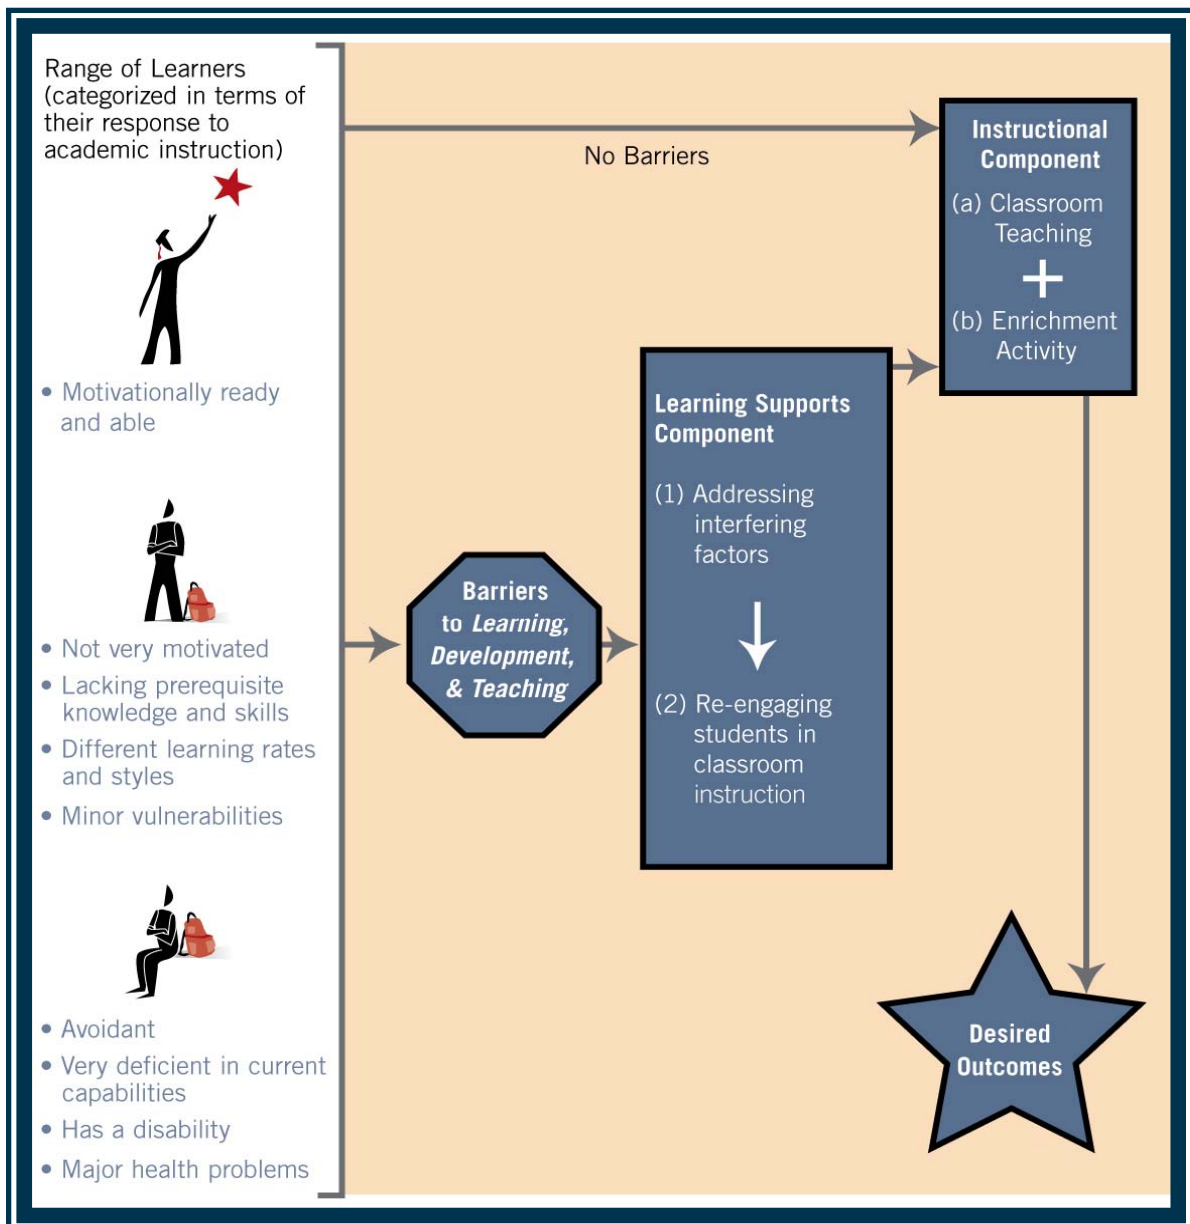 Range of Learners
(categorized in terms of
their response to
academic instruction)
• Motivationally ready
and able
• Not very motivated
• Lacking prerequisite
knowledge and skills
• Different learning rates
and styles
• Minor vulnerabilities
• Avoidant
• Very deficient in current
capabilities
• Has a disability
• Major health problems
No Barriers
Barriers
to Learning,
Development,
& Teaching
Learning Supports
Component
(1) Addressing
interfering
factors
(2) Re-engaging
students in
classroom
instruction
Instructional
Component
(a) Classroom
Teaching
+
(b) Enrichment
Activity
Desired
Outcomes